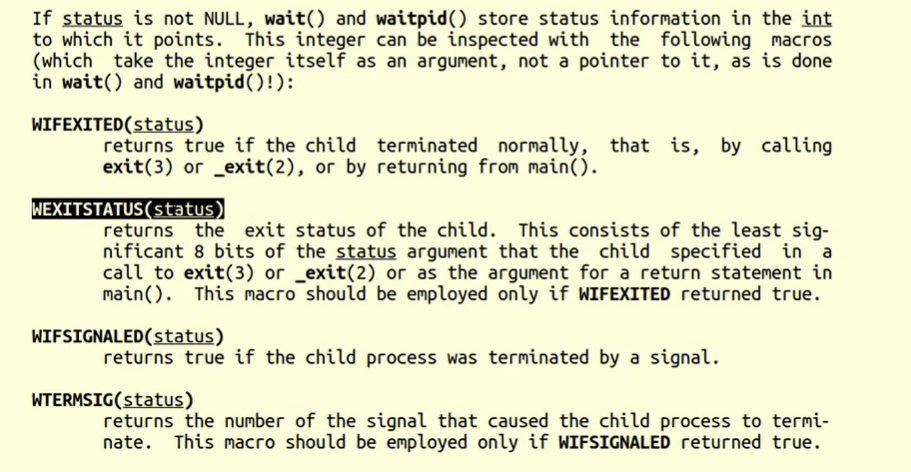 If status is not NULL, wait() and waitpid() store status information in the int
to which it points.  This integer can be inspected with  the  following  macros
(which  take the integer itself as an argument, not a pointer to it, as is done
in wait() and waitpid()!):
WIFEXITED(status)
returns true if the child  terminated  normally,  that  is,  by  calling
exit(3) or _exit(2), or by returning from main().
WEXITSTATUS(status)
returns  the  exit status of the child.  This consists of the least sig-
nificant 8 bits of the status argument that the  child  specified  in  a
call to exit(3) or _exit(2) or as the argument for a return statement in
main().  This macro should be employed only if WIFEXITED returned true.
WIFSIGNALED(status)
returns true if the child process was terminated by a signal.
WTERMSIG(status)
returns the number of the signal that caused the child process to termi-
nate.  This macro should be employed only if WIFSIGNALED returned true.